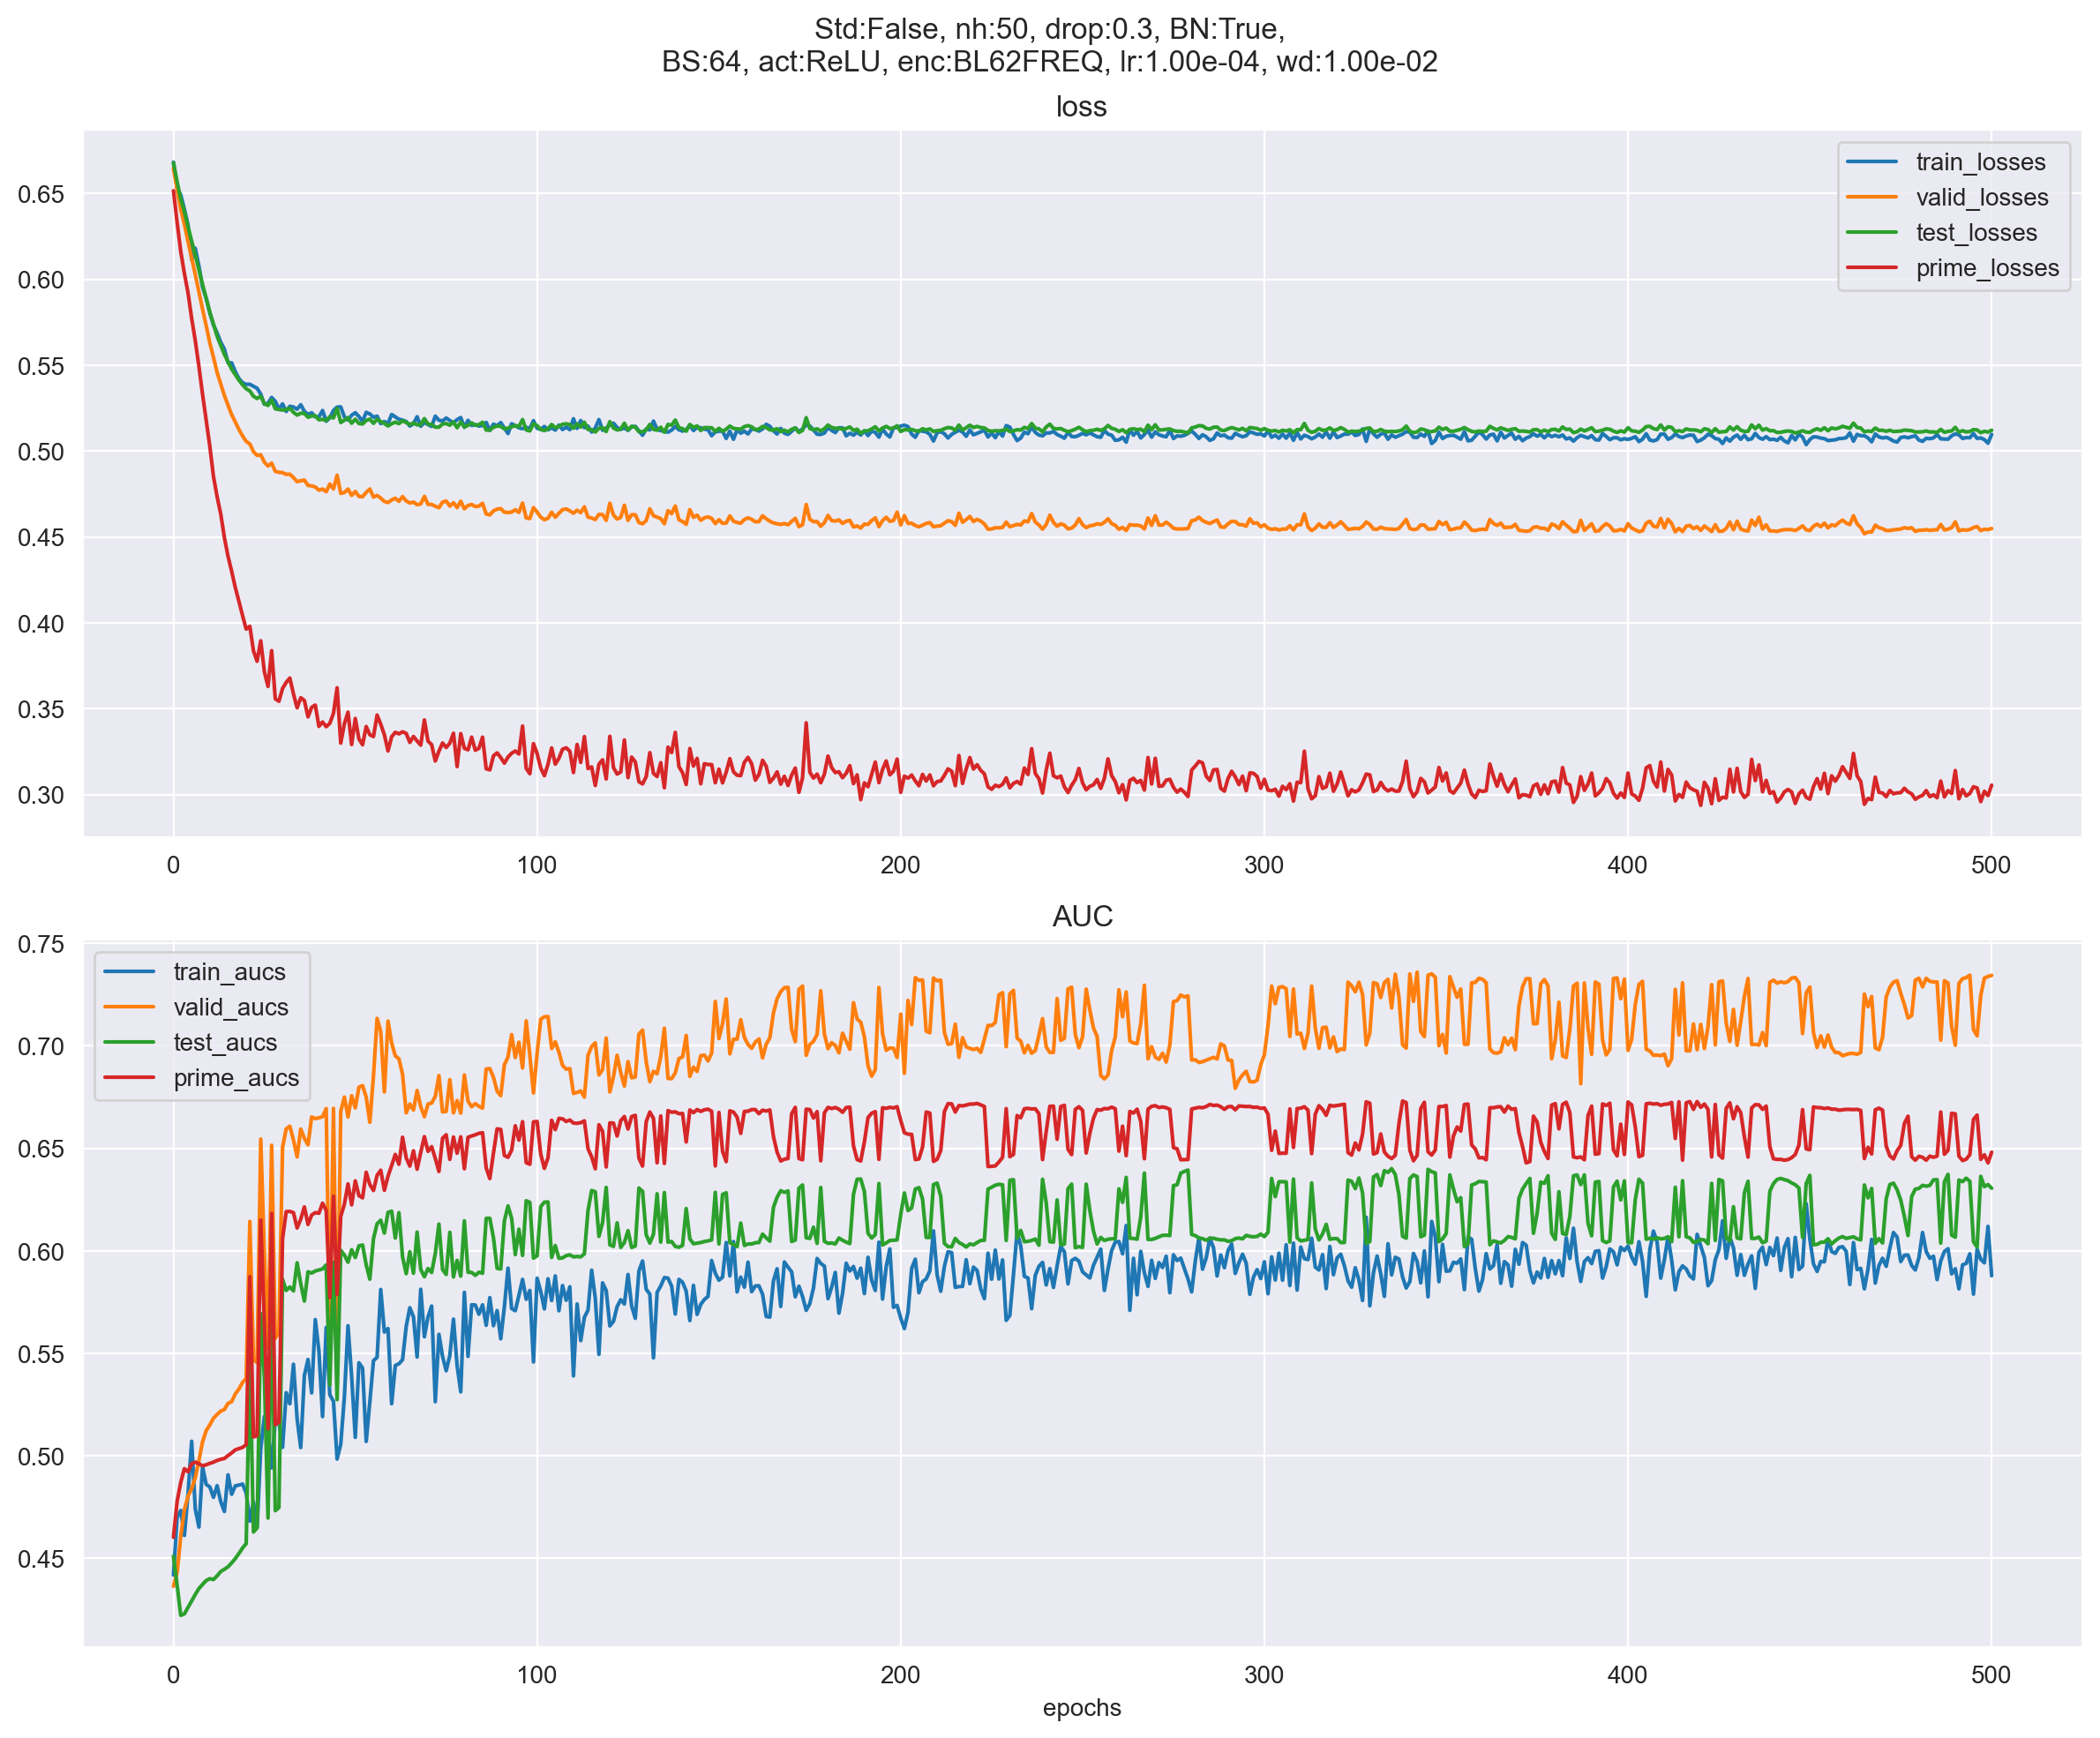 Std:False, nh:50, drop:0.3, BN:True,
BS:64, act:ReLU, enc:BL62FREQ, lr:1.00e-04, wd:1.00e-02
loss
train_losses
valid_losses
test_losses
prime_losses
0.65
0.60
0.55
0.50
0.45
0.40
0.35
0.30
0 100 200 300 400 500
AUC
train_aucs
valid_aucs
test_aucs
prime_aucs
0.75
0.70
0.65
0.60
0.55
0.50
0.45
0 100 200 300 400 500
epochs